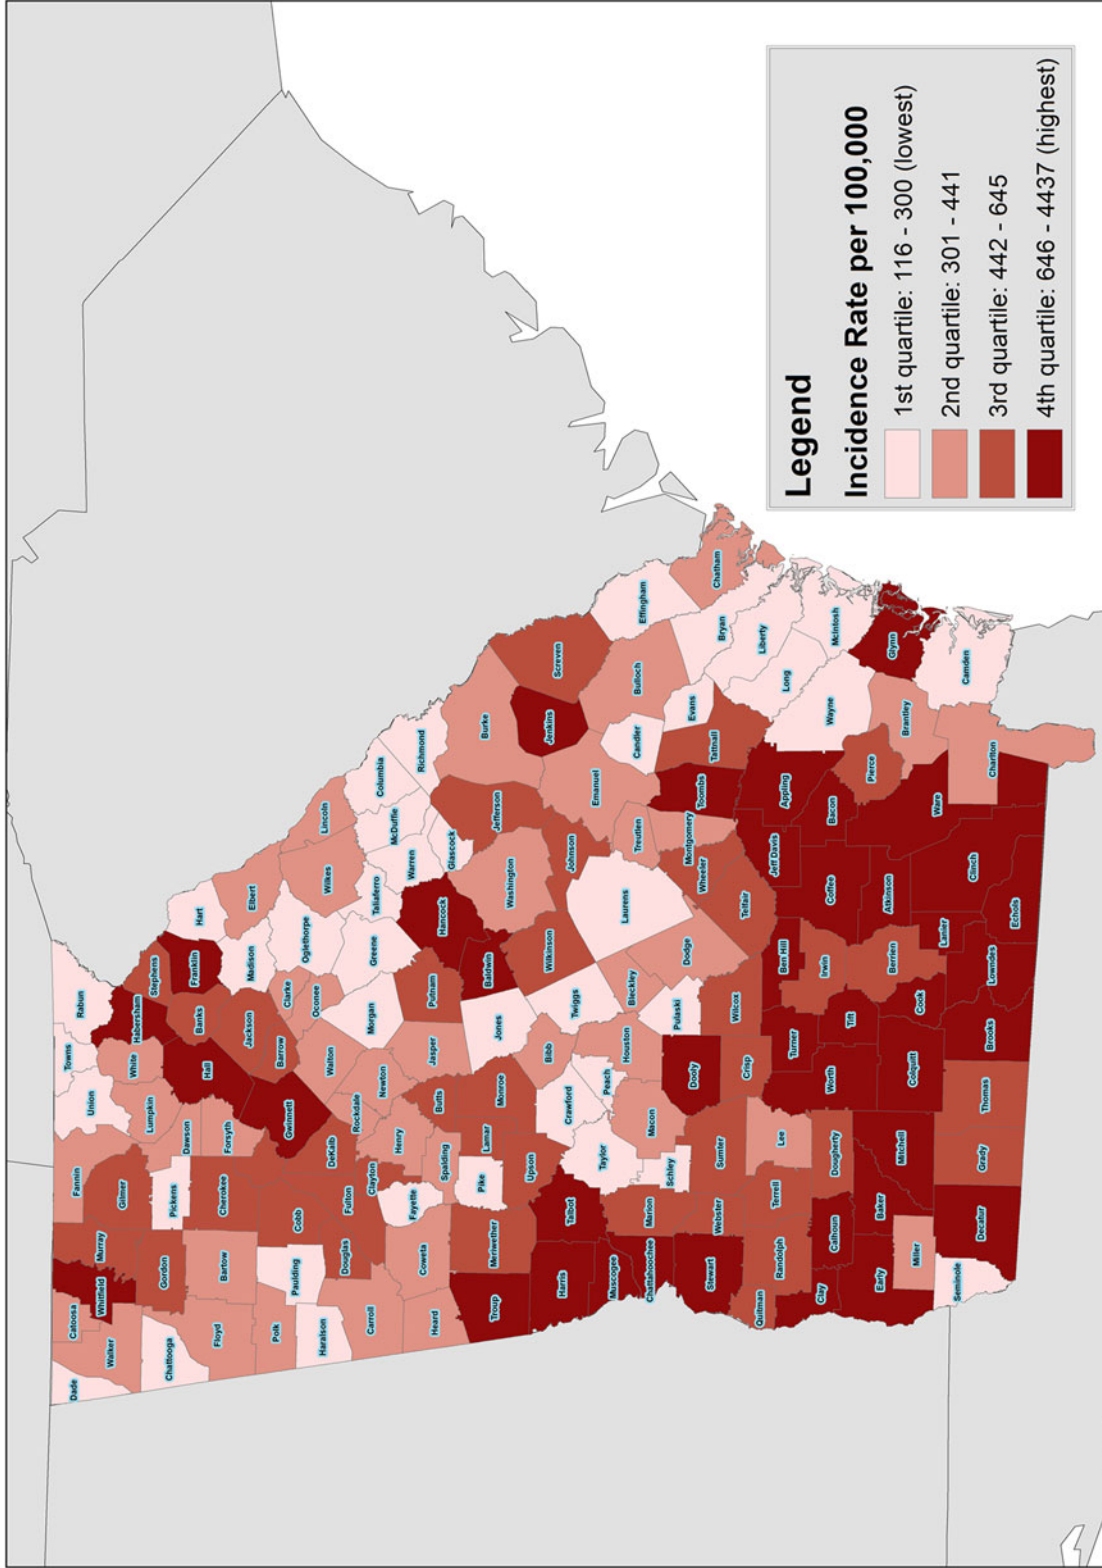 Dade
Catoosa
Fannin
Towns
Rabun
Union
Walker
Whitfield
Murray
Gilmer
Lumpkin
White
Habersham
Stephens
Chattooga
Gordon
Pickens
Dawson
Banks
Franklin
Hart
Floyd
Bartow
Cherokee
Forsyth
Hall
Jackson
Madison
Elbert
Polk
Paulding
Cobb
Gwinnett
Barrow
Clarke
Oconee
Oglethorpe
Wilkes
Lincoln
Haralson
Douglas
Fulton
DeKalb
Walton
Morgan
Greene
Taliaferro
Columbia
Carroll
Clayton
Rockdale
Newton
McDuffie
Warren
Richmond
Heard
Coweta
Fayette
Henry
Spalding
Butts
Jasper
Putnam
Hancock
Glascock
Troup
Meriwether
Pike
Lamar
Monroe
Jones
Baldwin
Washington
Jefferson
Burke
Harris
Talbot
Upson
Crawford
Bibb
Twiggs
Wilkinson
Johnson
Jenkins
Screven
Muscogee
Chattahoochee
Marion
Taylor
Peach
Houston
Bleckley
Laurens
Emanuel
Treutlen
Candler
Bulloch
Effingham
Stewart
Webster
Schley
Macon
Dooly
Pulaski
Dodge
Wheeler
Montgomery
Toombs
Tattnall
Evans
Bryan
Chatham
Quitman
Randolph
Terrell
Sumter
Lee
Crisp
Wilcox
Telfair
Jeff Davis
Appling
Long
Liberty
Clay
Calhoun
Dougherty
Worth
Turner
Ben Hill
Irwin
Coffee
Bacon
Wayne
McIntosh
Early
Baker
Mitchell
Colquitt
Tift
Berrien
Atkinson
Pierce
Brantley
Glynn
Seminole
Miller
Decatur
Grady
Thomas
Brooks
Cook
Lowndes
Lanier
Echols
Clinch
Ware
Charlton
Camden
Legend
Incidence Rate per 100,000
1st quartile: 116 - 300 (lowest)
2nd quartile: 301 - 441
3rd quartile: 442 - 645
4th quartile: 646 - 4437 (highest)